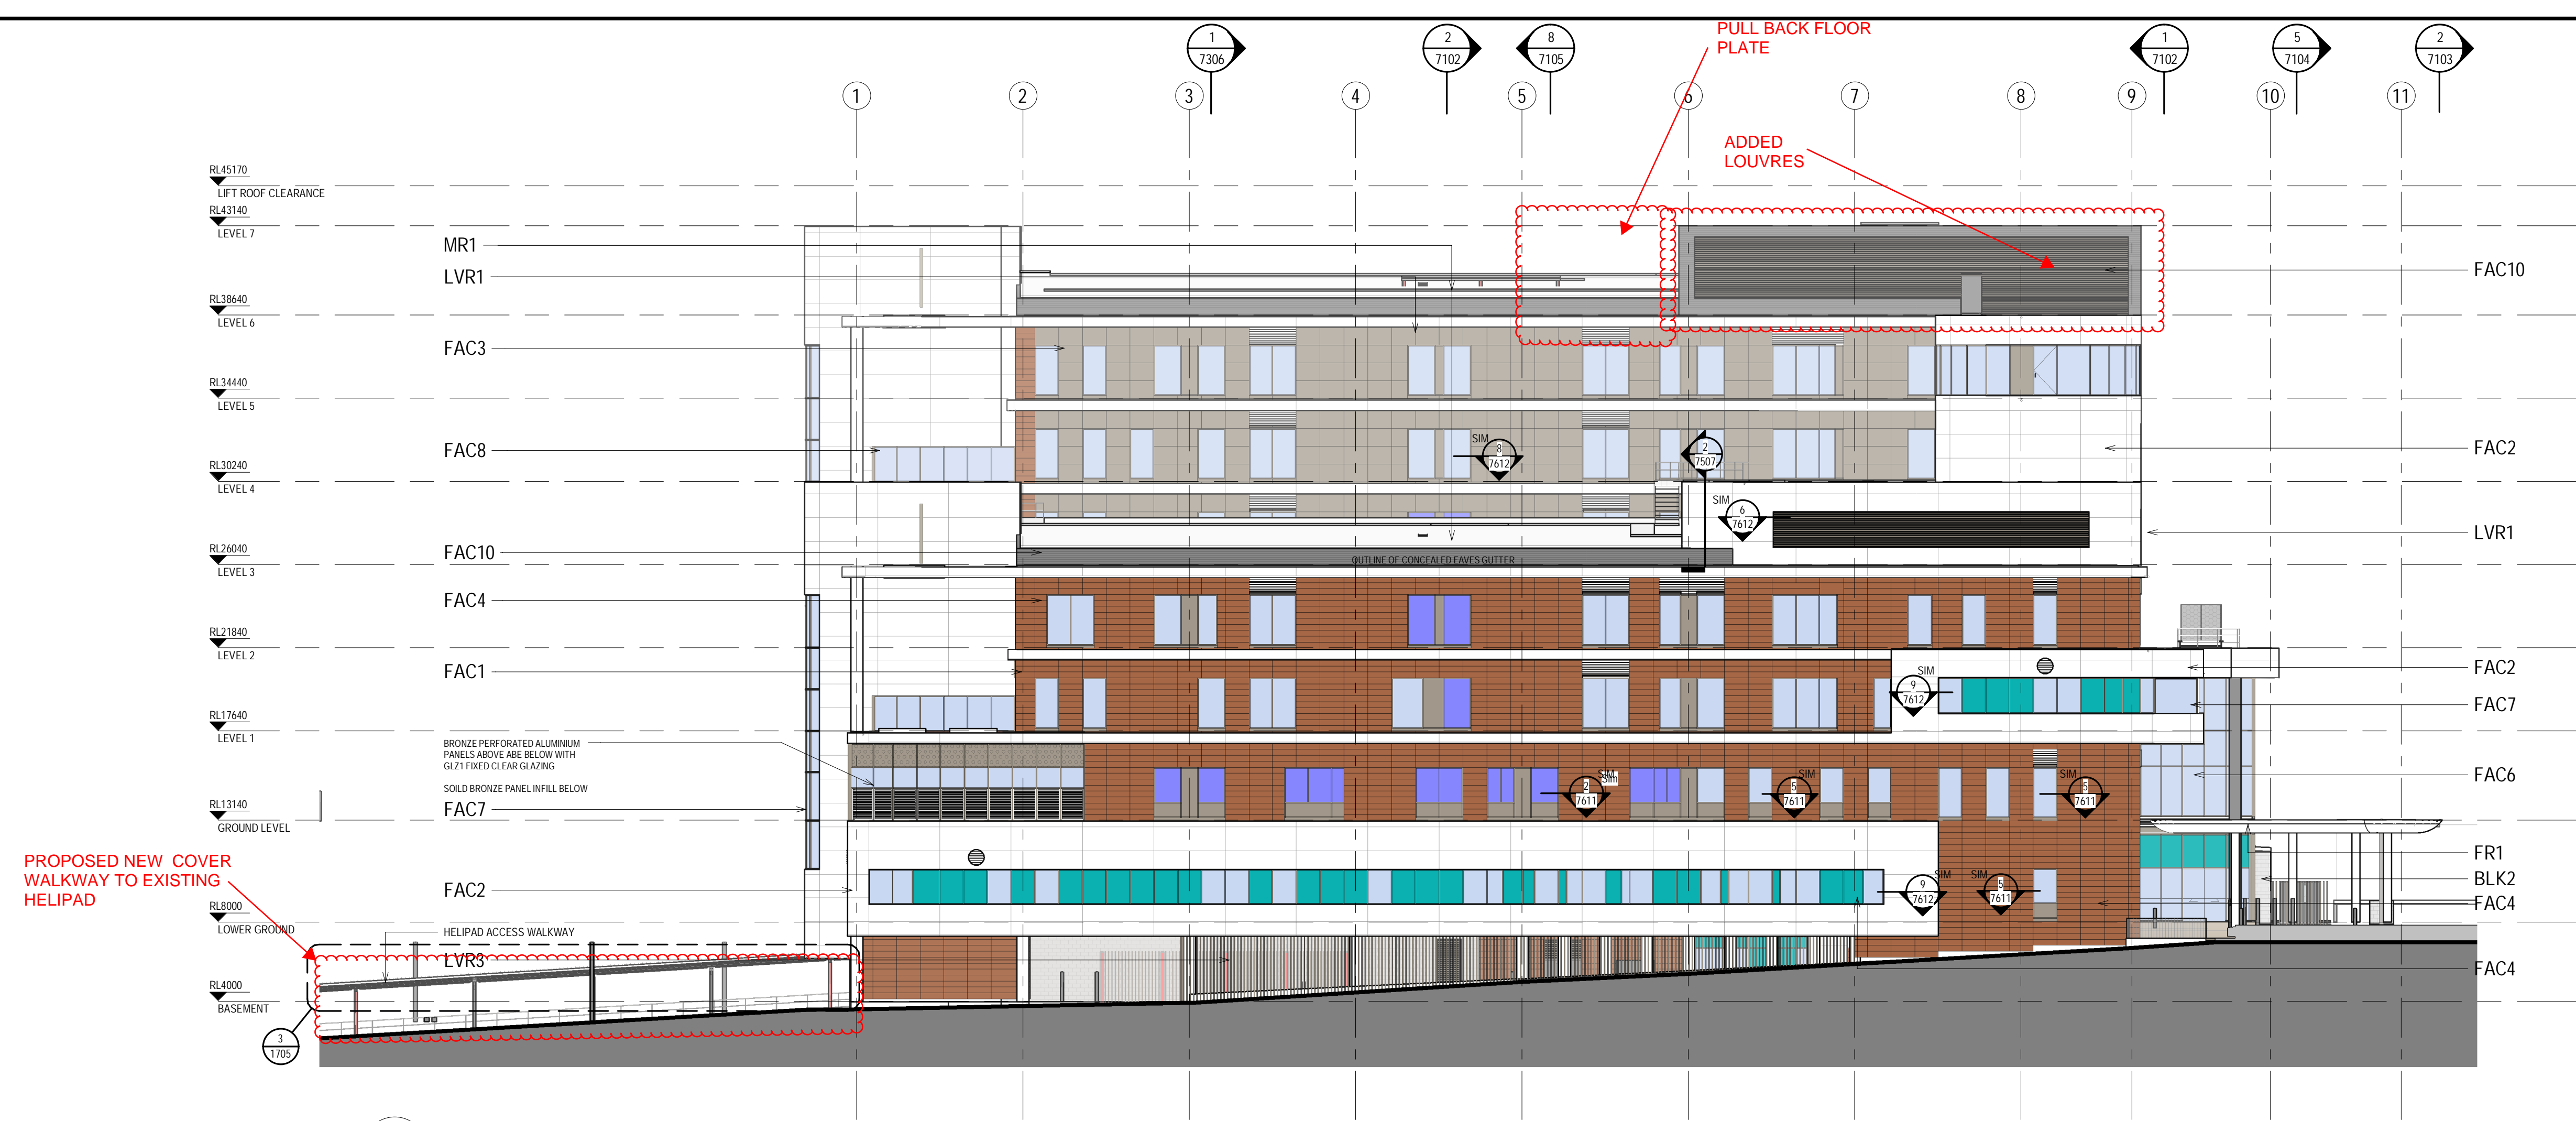 PULL BACK FLOOR
PLATE
1
7306
2
7102
8
7105
1
7102
5
7104
2
7103
1
2
3
4
5
6
7
8
9
10
11
ADDED
LOUVRES
RL45170
LIFT ROOF CLEARANCE
RL43140
LEVEL 7
MR1
LVR1
FAC10
RL38640
LEVEL 6
FAC3
RL34440
LEVEL 5
SIM
8
7612
2
7507
FAC8
FAC2
RL30240
LEVEL 4
SIM
6
7612
LVR1
RL26040
LEVEL 3
FAC10
OUTLINE OF CONCEALED EAVES GUTTER
FAC4
RL21840
LEVEL 2
FAC1
FAC2
SIM
9
7612
FAC7
RL17640
LEVEL 1
BRONZE PERFORATED ALUMINIUM
PANELS ABOVE ABE BELOW WITH
GLZ1 FIXED CLEAR GLAZING
SOILD BRONZE PANEL INFILL BELOW
SIM
Sim
2
7611
SIM
5
7611
SIM
5
7611
FAC6
RL13140
GROUND LEVEL
FAC7
PROPOSED NEW COVER
WALKWAY TO EXISTING
HELIPAD
FR1
BLK2
FAC2
SIM
9
7612
SIM
5
7611
FAC4
RL8000
LOWER GROUND
HELIPAD ACCESS WALKWAY
LVR3
FAC4
RL4000
BASEMENT
3
1705